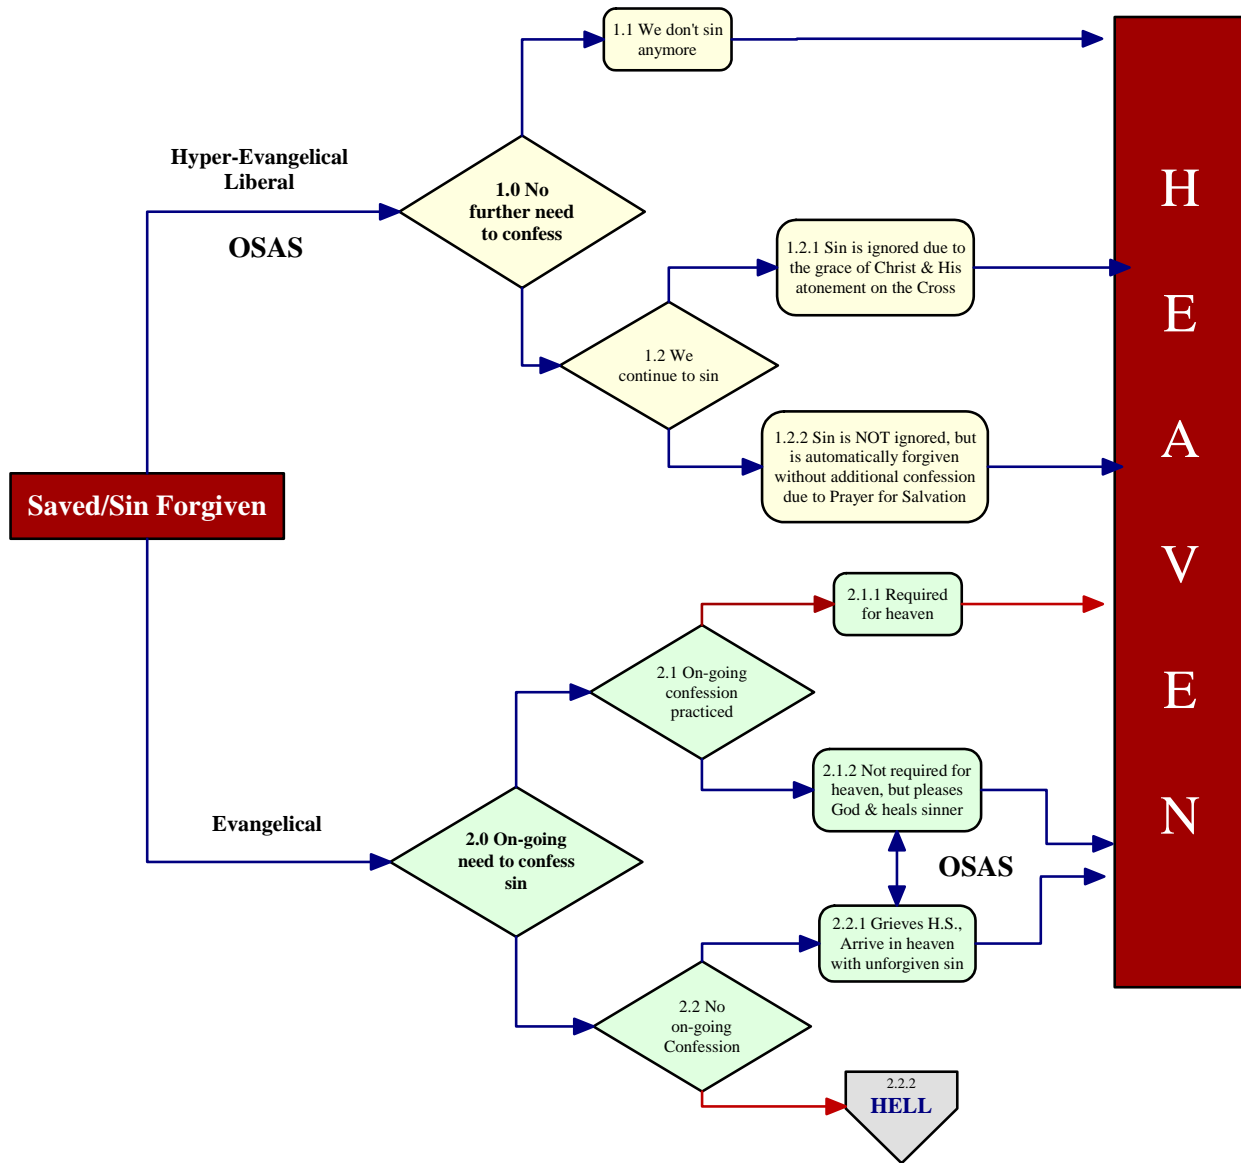 1.1 We don't sin
anymore
Hyper-Evangelical
Liberal
OSAS
1.0 No
further need
to confess
1.2.1 Sin is ignored due to
the grace of Christ & His
atonement on the Cross
1.2 We
continue to sin
1.2.2 Sin is NOT ignored, but
is automatically forgiven
without additional confession
due to Prayer for Salvation
Saved/Sin Forgiven
2.1.1 Required
for heaven
2.1 On-going
confession
practiced
2.1.2 Not required for
heaven, but pleases
God & heals sinner
Evangelical
2.0 On-going
need to confess
sin
OSAS
2.2.1 Grieves H.S.,
Arrive in heaven
with unforgiven sin
2.2 No
on-going
Confession
2.2.2
HELL
H
E
A
V
E
N